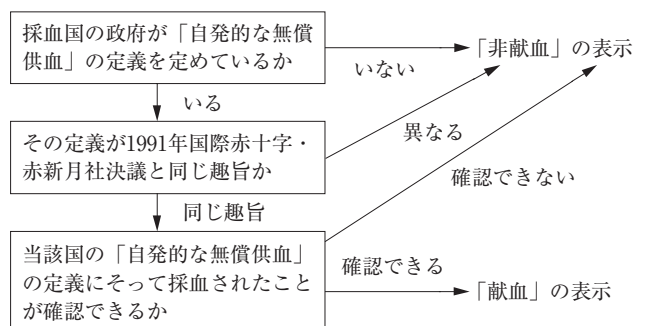 採血国の政府が「自発的な無償
供血」の定義を定めているか
いない
「非献血」の表示
いる
異なる
その定義が1991年国際赤十字・
赤新月社決議と同じ趣旨か
確認できない
同じ趣旨
当該国の「自発的な無償供血」
の定義にそって採血されたこと
が確認できるか
確認できる
「献血」の表示